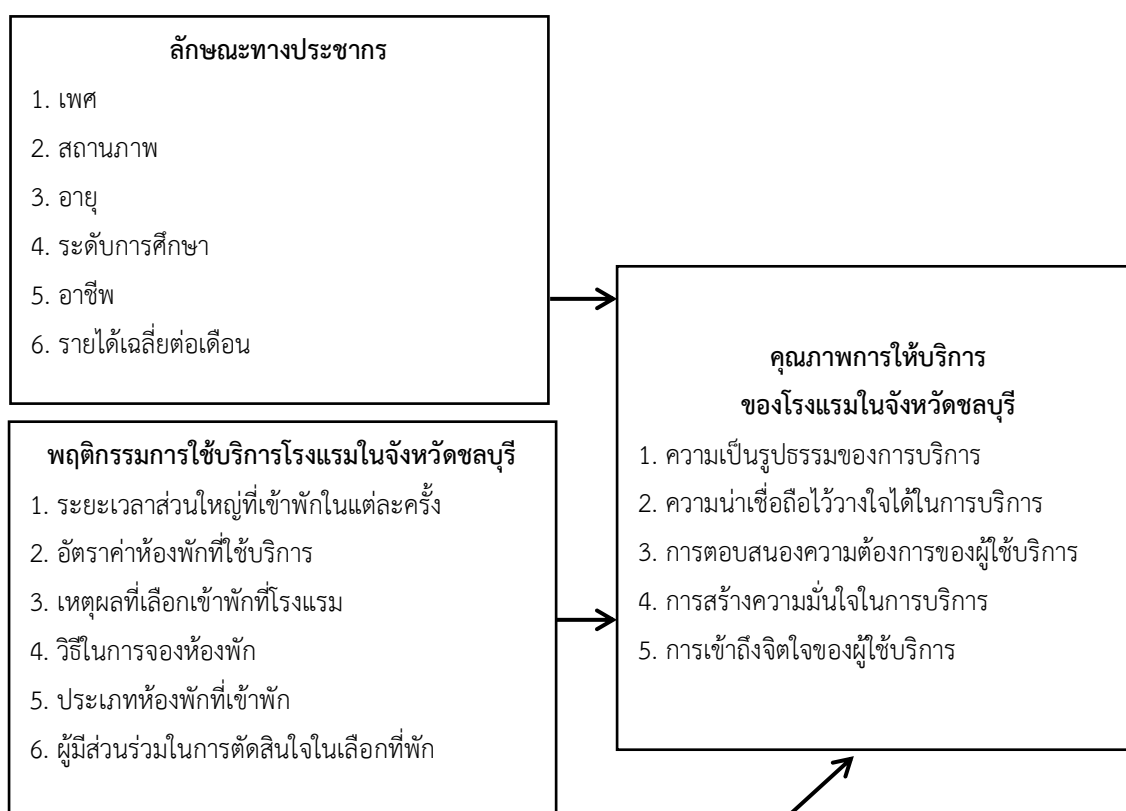 ลักษณะทางประชากร
1. เพศ
2. สถานภาพ
3. อายุ
4. ระดับการศึกษา
5. อาชีพ
6. รายได้เฉลี่ยต่อเดือน
พฤติกรรมการใช้บริการโรงแรมในจังหวัดชลบุรี
1. ระยะเวลาส่วนใหญ่ที่เข้าพักในแต่ละครั้ง
2. อัตราค่าห้องพักที่ใช้บริการ
3. เหตุผลที่เลือกเข้าพักที่โรงแรม
4. วิธีในการจองห้องพัก
5. ประเภทห้องพักที่เข้าพัก
6. ผู้มีส่วนร่วมในการตัดสินใจในเลือกที่พัก
คุณภาพการให้บริการ
ของโรงแรมในจังหวัดชลบุรี
1. ความเป็นรูปธรรมของการบริการ
2. ความน่าเชื่อถือไว้วางใจได้ในการบริการ
3. การตอบสนองความต้องการของผู้ใช้บริการ
4. การสร้างความมั่นใจในการบริการ
5. การเข้าถึงจิตใจของผู้ใช้บริการ